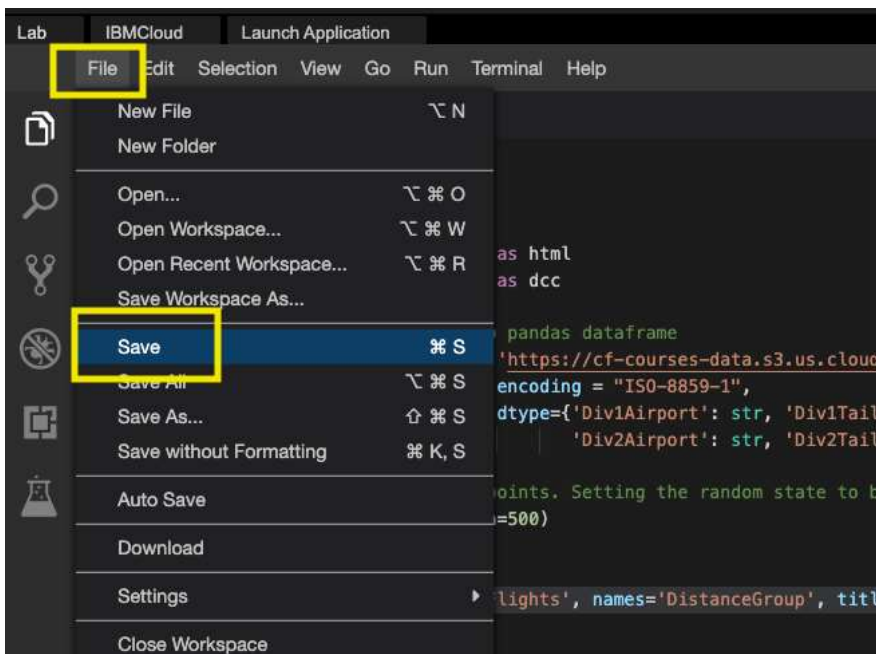 Lab IBMCloud Launch Application
File Edit Selection View Go Run Terminal Help
New File ⌥ N
New Folder
Open... ⌥ ⌘ O
Open Workspace... ⌥ ⌘ W
Open Recent Workspace... ⌥ ⌘ R
as html
Save Workspace As...
as dcc
Save ⌘ S
pandas dataframe
'https://cf-courses-data.s3.us.cloud
Save All ⌥ ⌘ S
encoding = "ISO-8859-1",
Save As... ⇧ ⌘ S
dtype={'Div1Airport': str, 'Div1Tail
'Div2Airport': str, 'Div2Tail
Save without Formatting ⌘ K, S
Auto Save
oints. Setting the random state to b
=500)
Download
Settings
lights', names='DistanceGroup', titl
Close Workspace